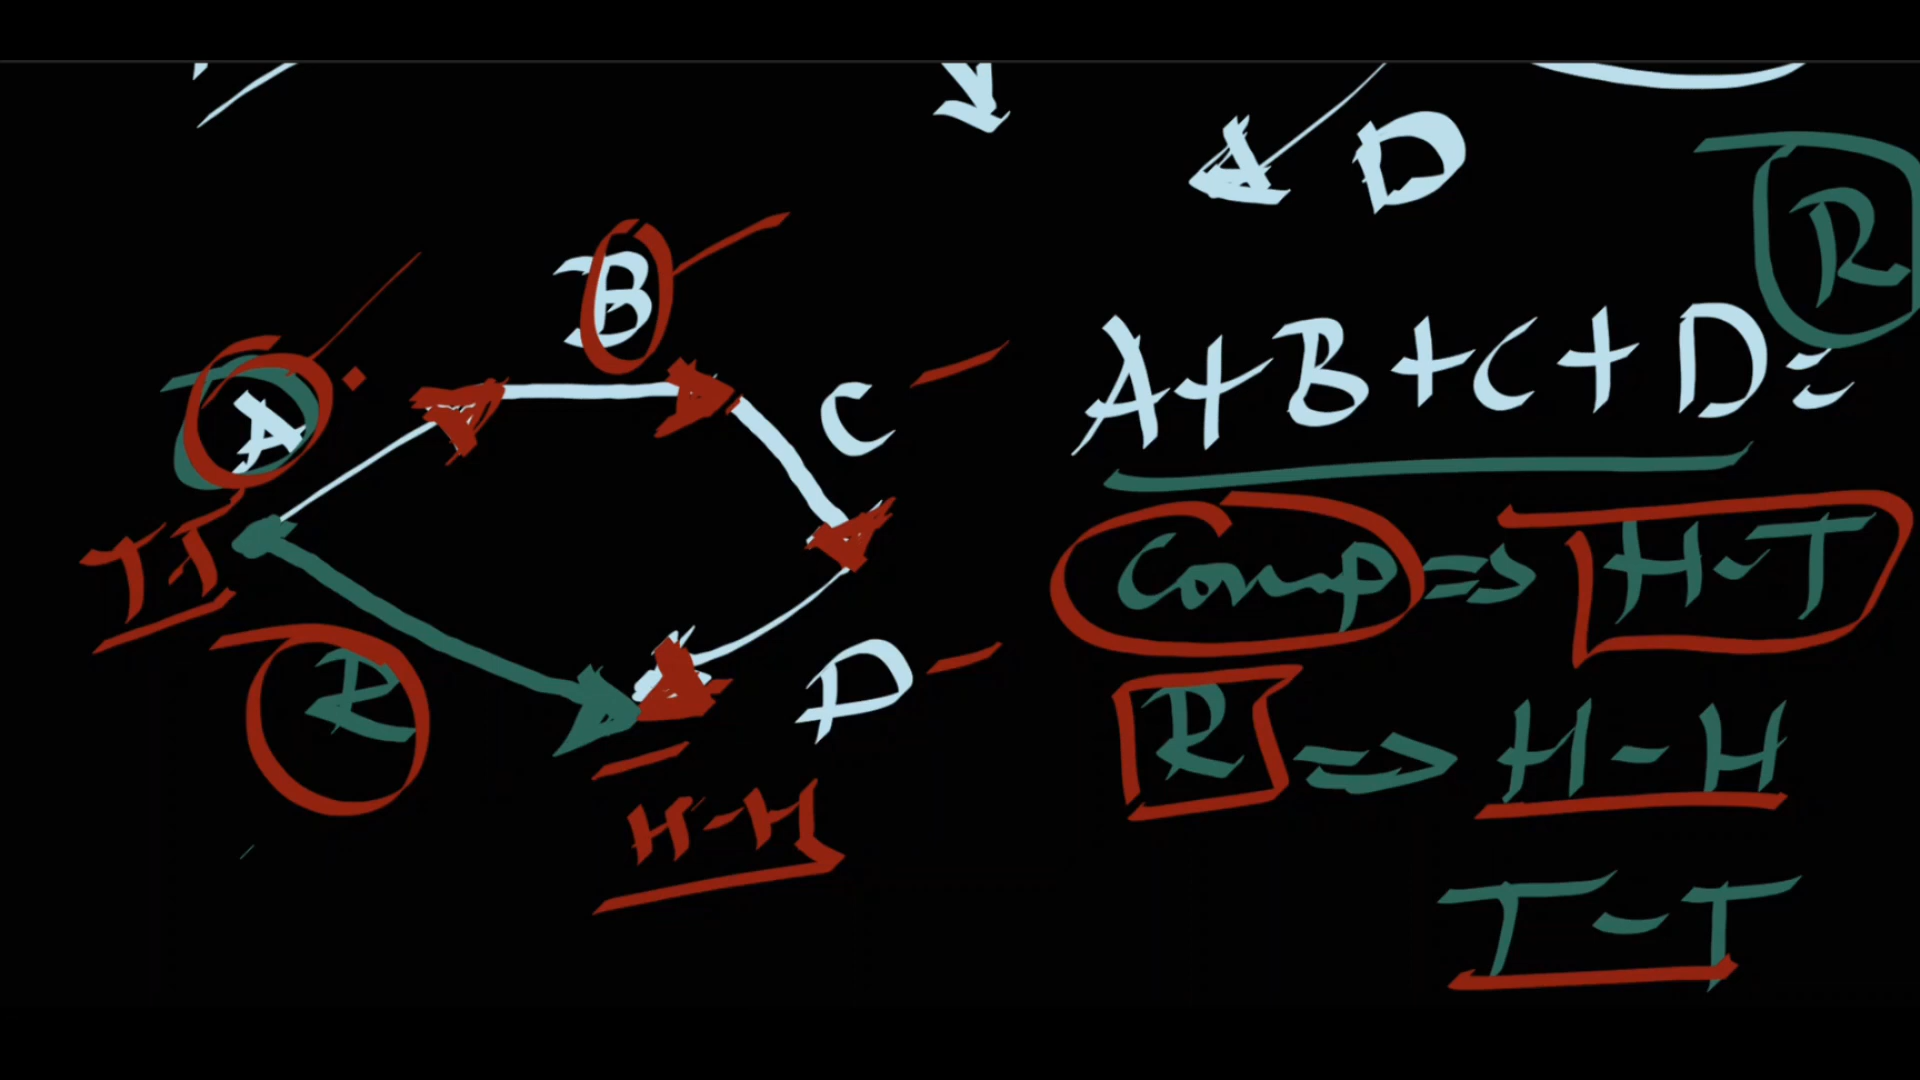 D
R
B
A
C
A+B+C+D=
T-T
Comp => H-T
R
D
R => H-H
H-H
T-T